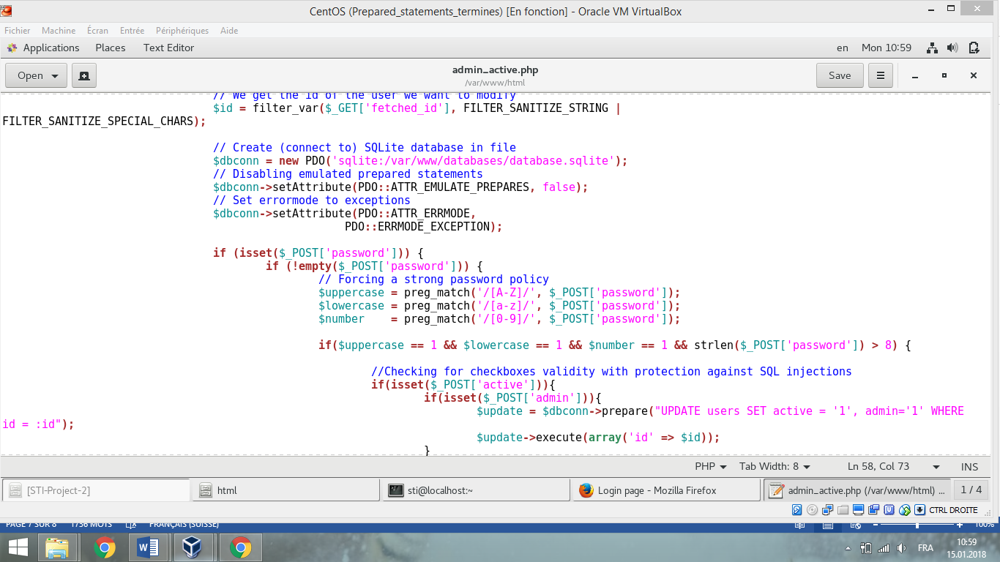 CentOS (Prepared_statements_termines) [En fonction] - Oracle VM VirtualBox
Fichier Machine Écran Entrée Périphériques Aide
Applications Places Text Editor en Mon 10:59
Open admin_active.php Save
/var/www/html
// We get the id of the user we want to modify
$id = filter_var($_GET['fetched_id'], FILTER_SANITIZE_STRING |
FILTER_SANITIZE_SPECIAL_CHARS);
// Create (connect to) SQLite database in file
$dbconn = new PDO('sqlite:/var/www/databases/database.sqlite');
// Disabling emulated prepared statements
$dbconn->setAttribute(PDO::ATTR_EMULATE_PREPARES, false);
// Set errormode to exceptions
$dbconn->setAttribute(PDO::ATTR_ERRMODE,
PDO::ERRMODE_EXCEPTION);
if (isset($_POST['password'])) {
if (!empty($_POST['password'])) {
// Forcing a strong password policy
$uppercase = preg_match('/[A-Z]/', $_POST['password']);
$lowercase = preg_match('/[a-z]/', $_POST['password']);
$number    = preg_match('/[0-9]/', $_POST['password']);
if($uppercase == 1 && $lowercase == 1 && $number == 1 && strlen($_POST['password']) > 8) {
//Checking for checkboxes validity with protection against SQL injections
if(isset($_POST['active'])){
if(isset($_POST['admin'])){
$update = $dbconn->prepare("UPDATE users SET active = '1', admin='1' WHERE
id = :id");
$update->execute(array('id' => $id));
}
PHP Tab Width: 8 Ln 58, Col 73 INS
[STI-Project-2] html sti@localhost:~ Login page - Mozilla Firefox admin_active.php (/var/www/html) ... 1 / 4
CTRL DROITE
PAGE 7 SUR 8 1756 MOTS FRANÇAIS (SUISSE) 100%
FRA 10:59
15.01.2018